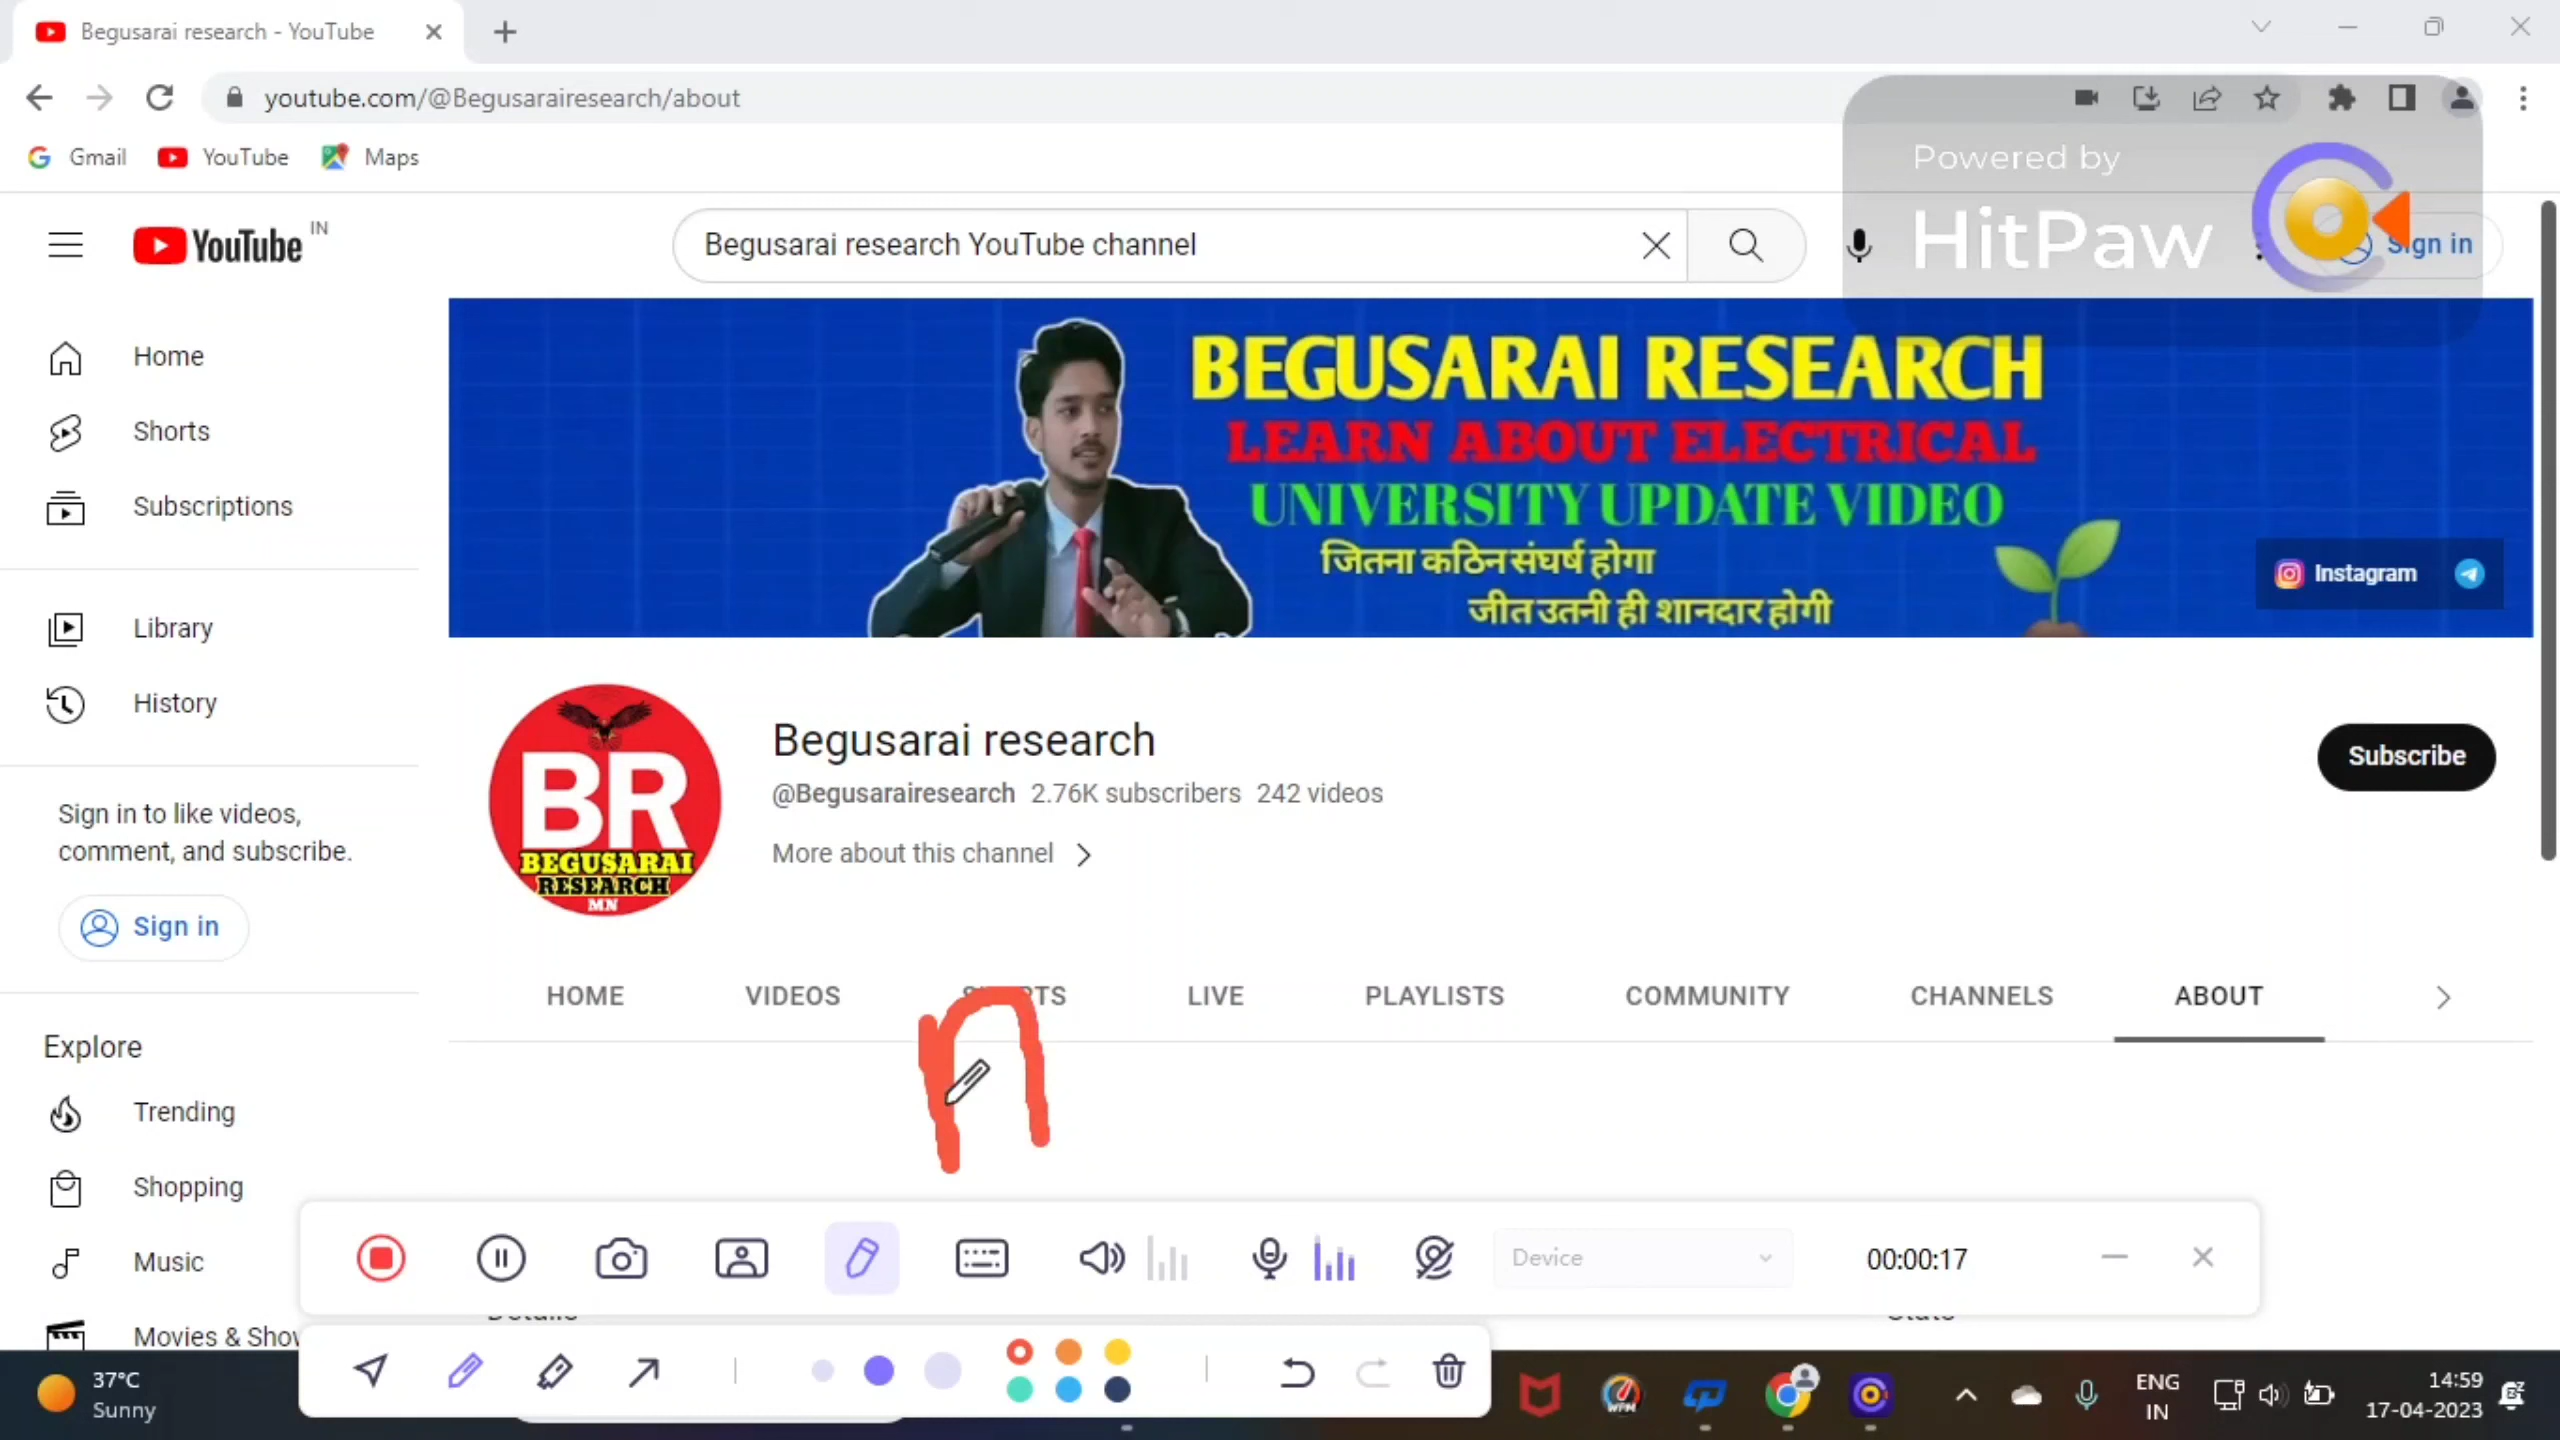 Begusarai research - YouTube
youtube.com/@Begusarairesearch/about
Gmail
YouTube
Maps
Powered by
HitPaw
YouTube
IN
Begusarai research YouTube channel
Sign in
Home
Shorts
Subscriptions
Library
History
Sign in to like videos,
comment, and subscribe.
Sign in
Explore
Trending
Shopping
Music
BEGUSARAI RESEARCH
LEARN ABOUT ELECTRICAL
UNIVERSITY UPDATE VIDEO
जितना कठिन संघर्ष होगा
जीत उतनी ही शानदार होगी
Instagram
BR
BEGUSARAI
RESEARCH
MN
Begusarai research
@Begusarairesearch 2.76K subscribers 242 videos
More about this channel
Subscribe
HOME
VIDEOS
LIVE
PLAYLISTS
COMMUNITY
CHANNELS
ABOUT
Device
00:00:17
Movies &
37°C
Sunny
WPM
ENG
IN
14:59
17-04-2023